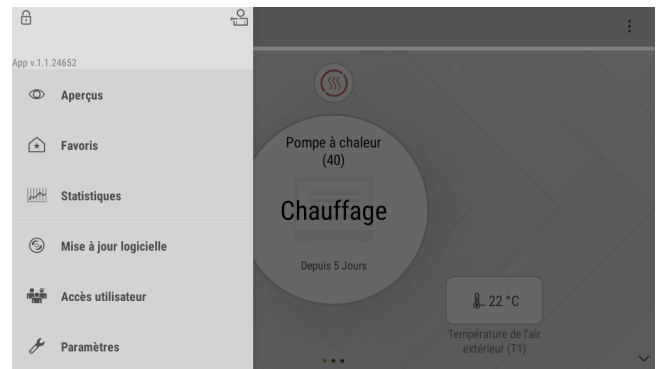 App v.1.1.24652
Aperçus
Favoris
Statistiques
Mise à jour logicielle
Accès utilisateur
Paramètres
Pompe à chaleur
(40)
Chauffage
Depuis 5 Jours
22 °C
Température de l'air
extérieur (T1)